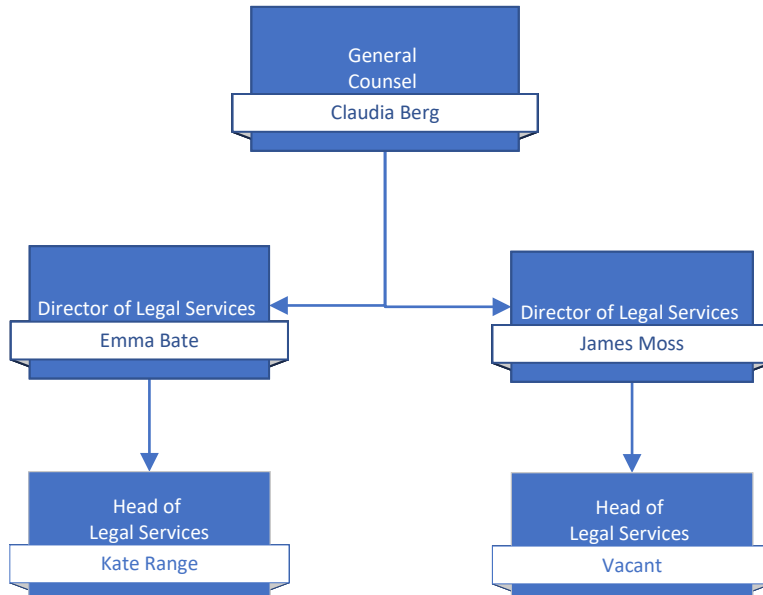 General
Counsel
Claudia Berg
Director of Legal Services
Emma Bate
Director of Legal Services
James Moss
Head of
Legal Services
Kate Range
Head of
Legal Services
Vacant